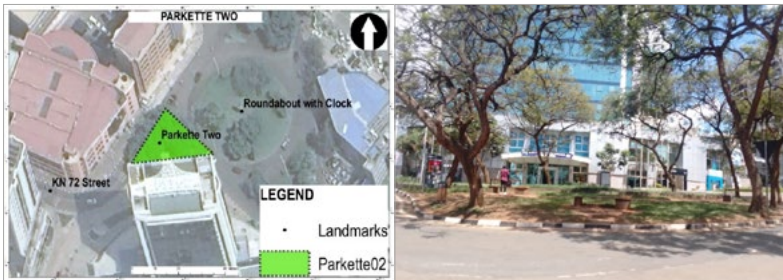 PARKETTE TWO
Roundabout with Clock
Parkette Two
KN 72 Street
LEGEND
Landmarks
Parkette02